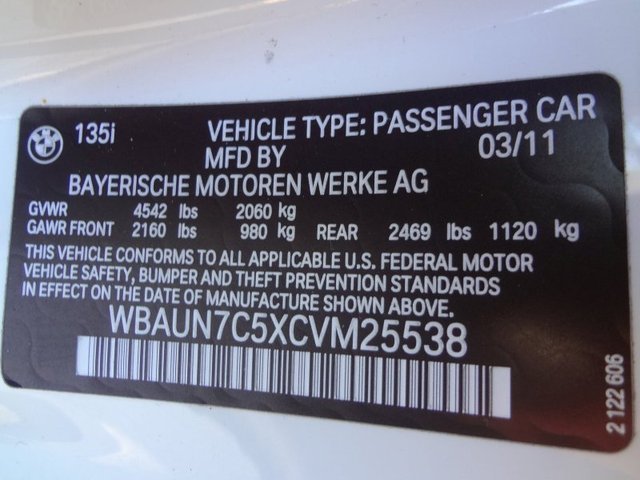 135i VEHICLE TYPE: PASSENGER CAR
MFD BY 03/11
BAYERISCHE MOTOREN WERKE AG
GVWR 4542 lbs 2060 kg
GAWR FRONT 2160 lbs 980 kg REAR 2469 lbs 1120 kg
THIS VEHICLE CONFORMS TO ALL APPLICABLE U.S. FEDERAL MOTOR
VEHICLE SAFETY, BUMPER AND THEFT PREVENTION STANDARDS
IN EFFECT ON THE DATE OF MANUFACTURE SHOWN ABOVE.
WBAUN7C5XCVM25538
2 122 606